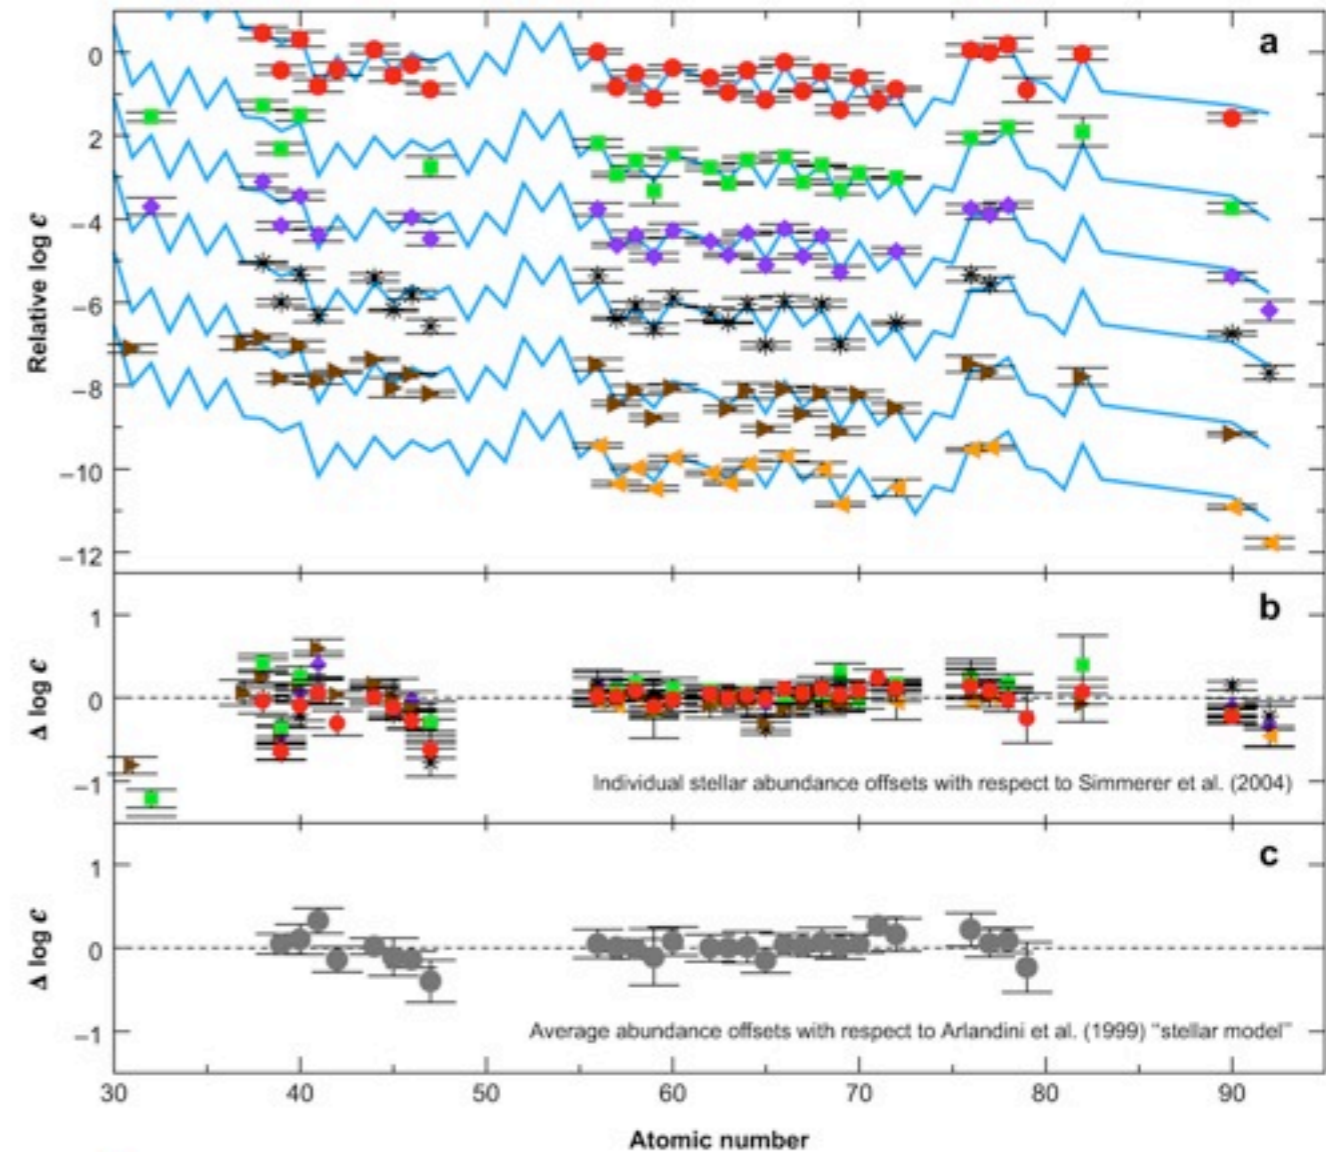 a
0
2
−4
−6
−8
−10
−12
Relative log ϵ
b
1
0
−1
Δ log ϵ
Individual stellar abundance offsets with respect to Simmerer et al. (2004)
c
1
0
−1
Δ log ϵ
Average abundance offsets with respect to Arlandini et al. (1999) "stellar model"
30 40 50 60 70 80 90
Atomic number